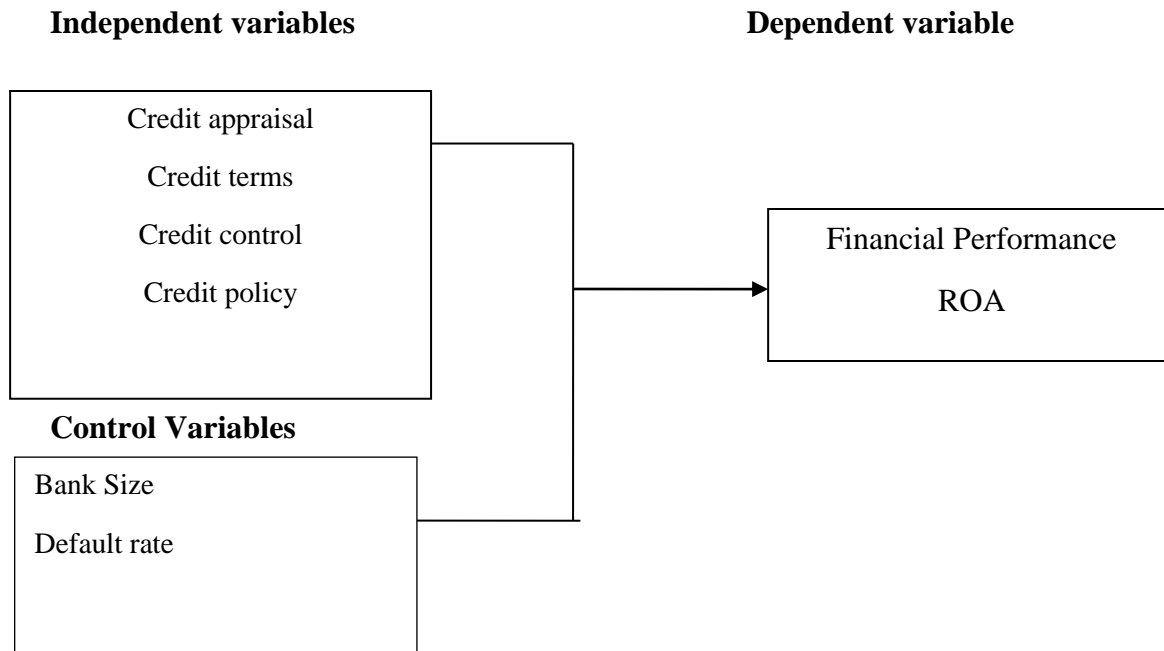 Independent variables
Dependent variable
Credit appraisal
Credit terms
Credit control
Credit policy
Financial Performance
ROA
Control Variables
Bank Size
Default rate